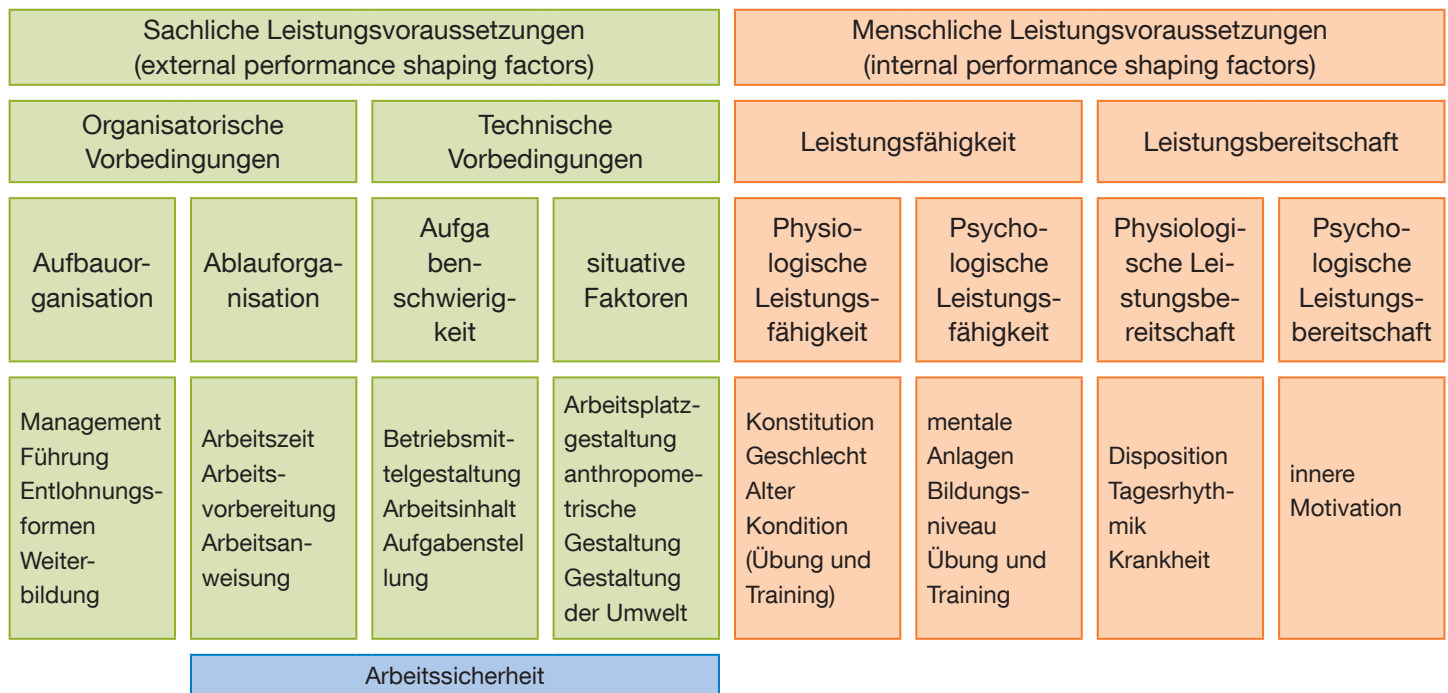 Sachliche Leistungsvoraussetzungen
(external performance shaping factors)
Menschliche Leistungsvoraussetzungen
(internal performance shaping factors)
Organisatorische
Vorbedingungen
Technische
Vorbedingungen
Leistungsfähigkeit
Leistungsbereitschaft
Aufbauor-
ganisation
Ablauforga-
nisation
Aufga
ben-
schwierig-
keit
situative
Faktoren
Physio-
logische
Leistungs-
fähigkeit
Psycho-
logische
Leistungs-
fähigkeit
Physiologi-
sche Lei-
stungsbe-
reitschaft
Psycho-
logische
Leistungs-
bereitschaft
Management
Führung
Entlohnungs-
formen
Weiter-
bildung
Arbeitszeit
Arbeits-
vorbereitung
Arbeitsan-
weisung
Betriebsmit-
telgestaltung
Arbeitsinhalt
Aufgabenstel
lung
Arbeitsplatz-
gestaltung
anthropome-
trische
Gestaltung
Gestaltung
der Umwelt
Konstitution
Geschlecht
Alter
Kondition
(Übung und
Training)
mentale
Anlagen
Bildungs-
niveau
Übung und
Training
Disposition
Tagesrhyth-
mik
Krankheit
innere
Motivation
Arbeitssicherheit